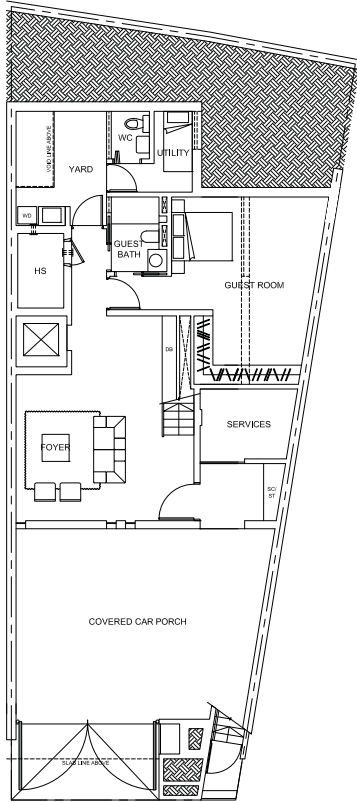 VOID LINE ABOVE
WC
UTILITY
YARD
WD
GUEST
BATH
HS
GUEST ROOM
DB
SERVICES
FOYER
SC/
ST
COVERED CAR PORCH
SLAB LINE ABOVE